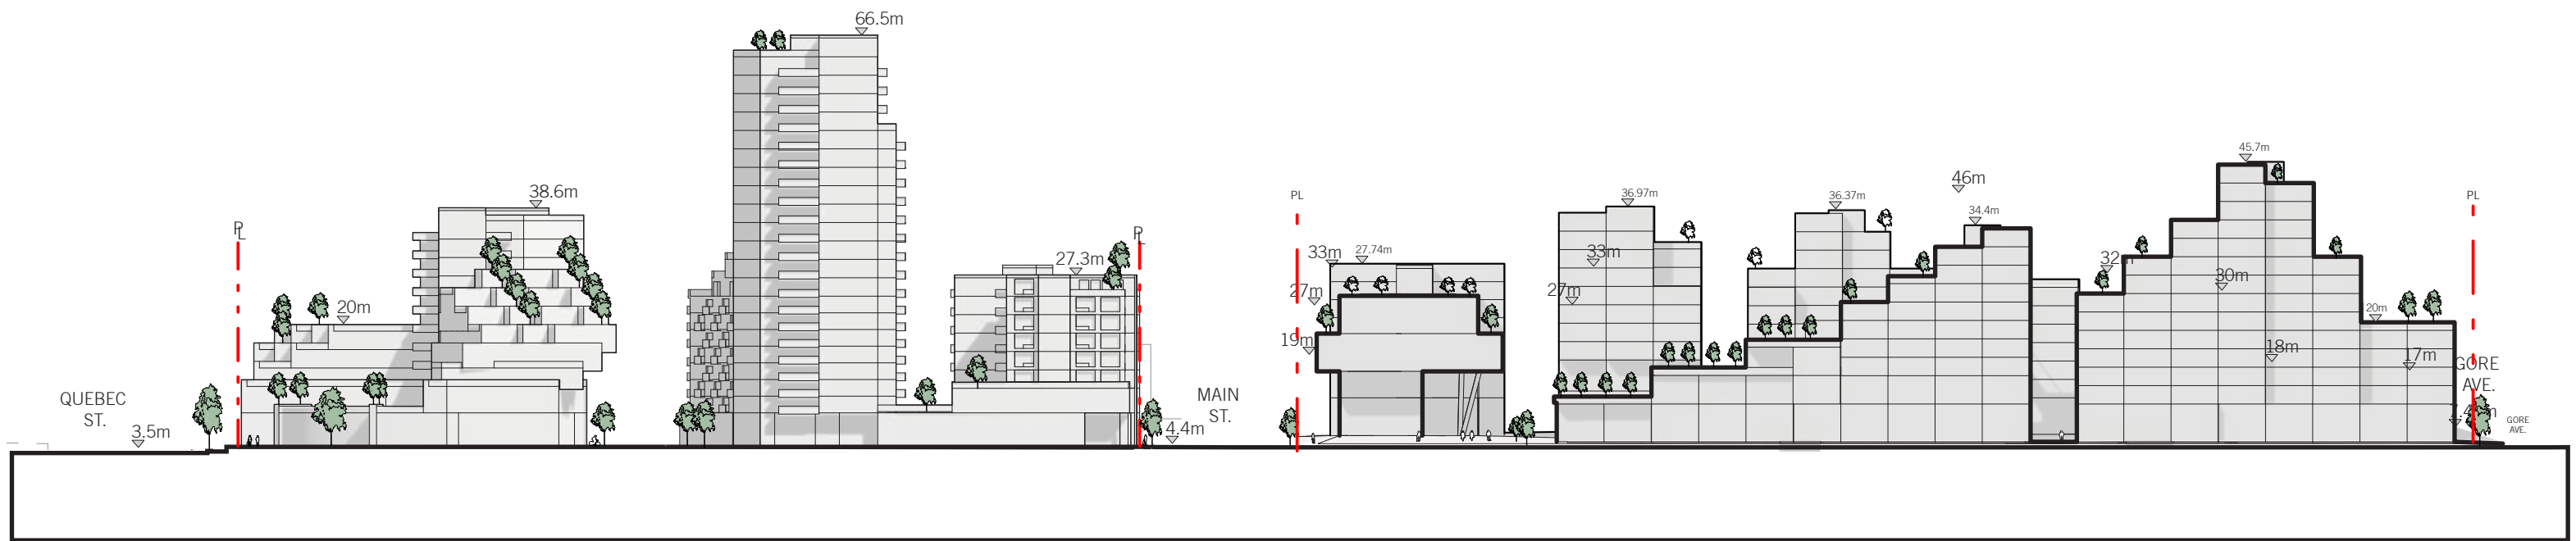 66.5m
45.7m
46m
38.6m
PL
36.97m
36.37m
PL
34.4m
PL
PL
33m
27.74m
33m
27.3m
32m
30m
27m
27m
20m
20m
19m
18m
17m
QUEBEC
ST.
MAIN
ST.
GORE
AVE.
3.5m
4.4m
GORE
AVE.